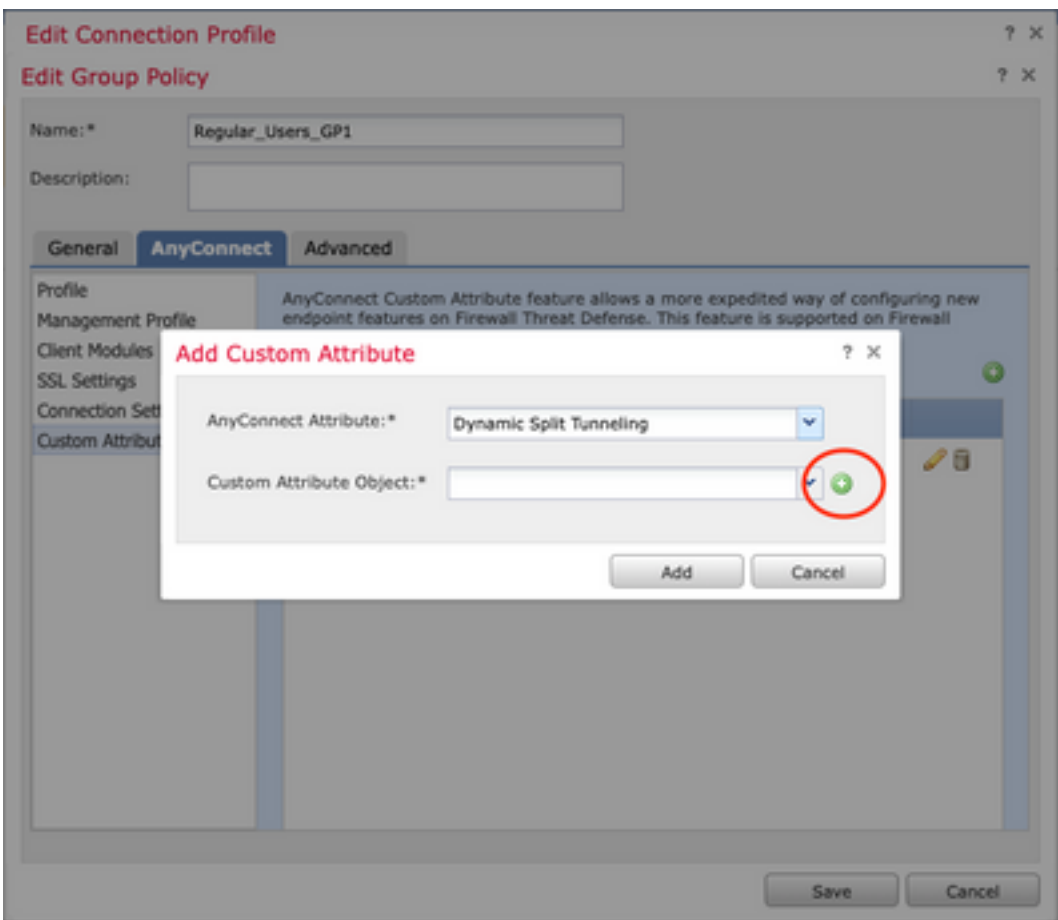 Edit Connection Profile ? ×
Edit Group Policy ? ×
Name:* Regular_Users_GP1
Description:
General AnyConnect Advanced
Profile
Management Profile
Client Modules
SSL Settings
Connection Sett
Custom Attribut
AnyConnect Custom Attribute feature allows a more expedited way of configuring new
endpoint features on Firewall Threat Defense. This feature is supported on Firewall
Add Custom Attribute ? ×
AnyConnect Attribute:* Dynamic Split Tunneling
Custom Attribute Object:*
Add Cancel
Save Cancel